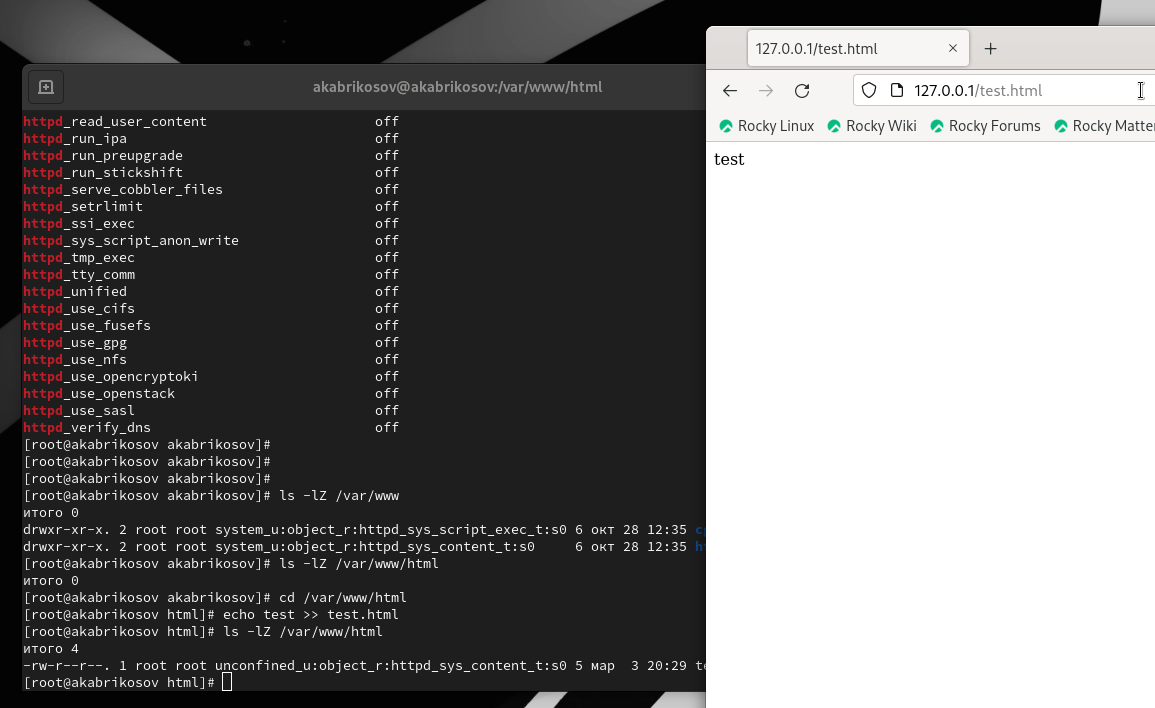 akabrikosov@akabrikosov:/var/www/html
httpd_read_user_content off
httpd_run_ipa off
httpd_run_preupgrade off
httpd_run_stickshift off
httpd_serve_cobbler_files off
httpd_setrlimit off
httpd_ssi_exec off
httpd_sys_script_anon_write off
httpd_tmp_exec off
httpd_tty_comm off
httpd_unified off
httpd_use_cifs off
httpd_use_fusefs off
httpd_use_gpg off
httpd_use_nfs off
httpd_use_opencryptoki off
httpd_use_openstack off
httpd_use_sasl off
httpd_verify_dns off
[root@akabrikosov akabrikosov]#
[root@akabrikosov akabrikosov]#
[root@akabrikosov akabrikosov]#
[root@akabrikosov akabrikosov]# ls -lZ /var/www
итого 0
drwxr-xr-x. 2 root root system_u:object_r:httpd_sys_script_exec_t:s0 6 окт 28 12:35
drwxr-xr-x. 2 root root system_u:object_r:httpd_sys_content_t:s0 6 окт 28 12:35
[root@akabrikosov akabrikosov]# ls -lZ /var/www/html
итого 0
[root@akabrikosov akabrikosov]# cd /var/www/html
[root@akabrikosov html]# echo test >> test.html
[root@akabrikosov html]# ls -lZ /var/www/html
итого 4
-rw-r--r--. 1 root root unconfined_u:object_r:httpd_sys_content_t:s0 5 мар 3 20:29 te
[root@akabrikosov html]#
127.0.0.1/test.html
127.0.0.1/test.html
Rocky Linux Rocky Wiki Rocky Forums Rocky Matte
test